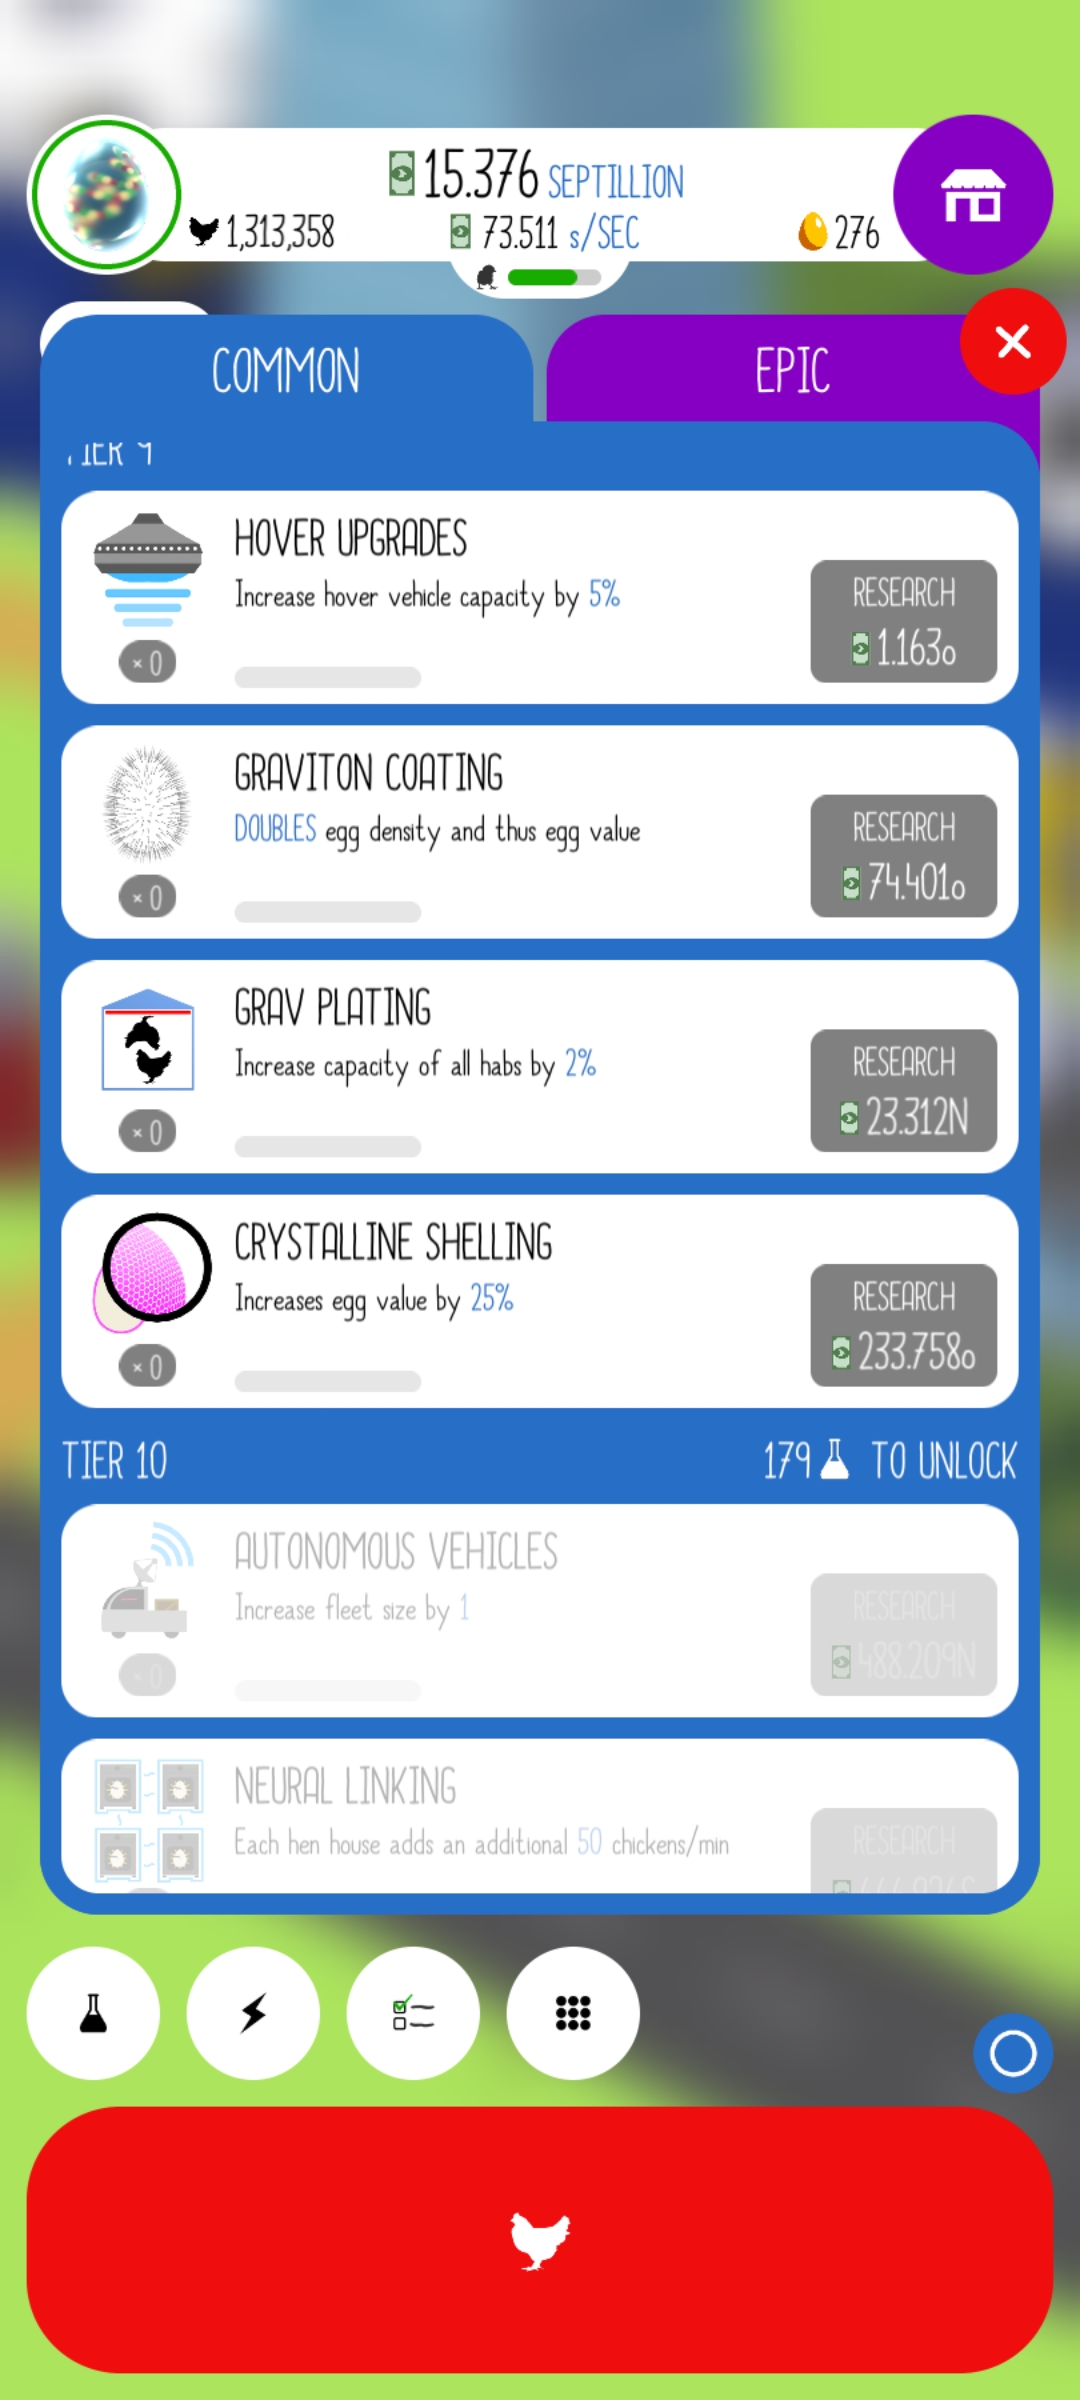 15.376 SEPTILLION
1,313,358
73.511 s/SEC
276
COMMON
EPIC
TIER 9
HOVER UPGRADES
Increase hover vehicle capacity by 5%
× 0
RESEARCH
1.163o
GRAVITON COATING
DOUBLES egg density and thus egg value
× 0
RESEARCH
74.401o
GRAV PLATING
Increase capacity of all habs by 2%
× 0
RESEARCH
23.312N
CRYSTALLINE SHELLING
Increases egg value by 25%
× 0
RESEARCH
233.758o
TIER 10
179 TO UNLOCK
AUTONOMOUS VEHICLES
Increase fleet size by 1
× 0
RESEARCH
488.209N
NEURAL LINKING
Each hen house adds an additional 50 chickens/min
RESEARCH